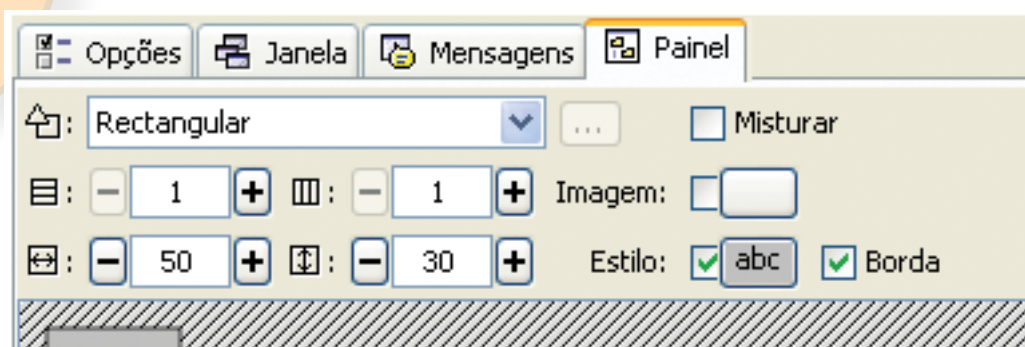 Opções Janela Mensagens Painel
: Rectangular ... Misturar
: − 1 + : − 1 + Imagem:
: − 50 + : − 30 + Estilo: abc Borda